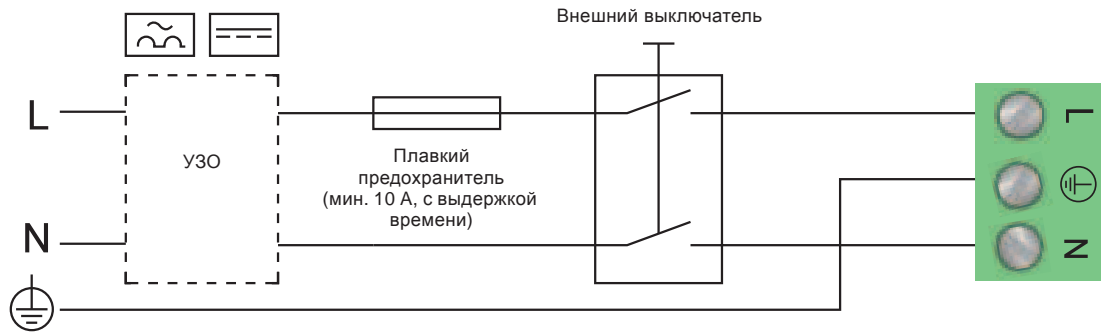 Внешний выключатель
L
УЗО
Плавкий
предохранитель
(мин. 10 А, с выдержкой
времени)
N
L
N